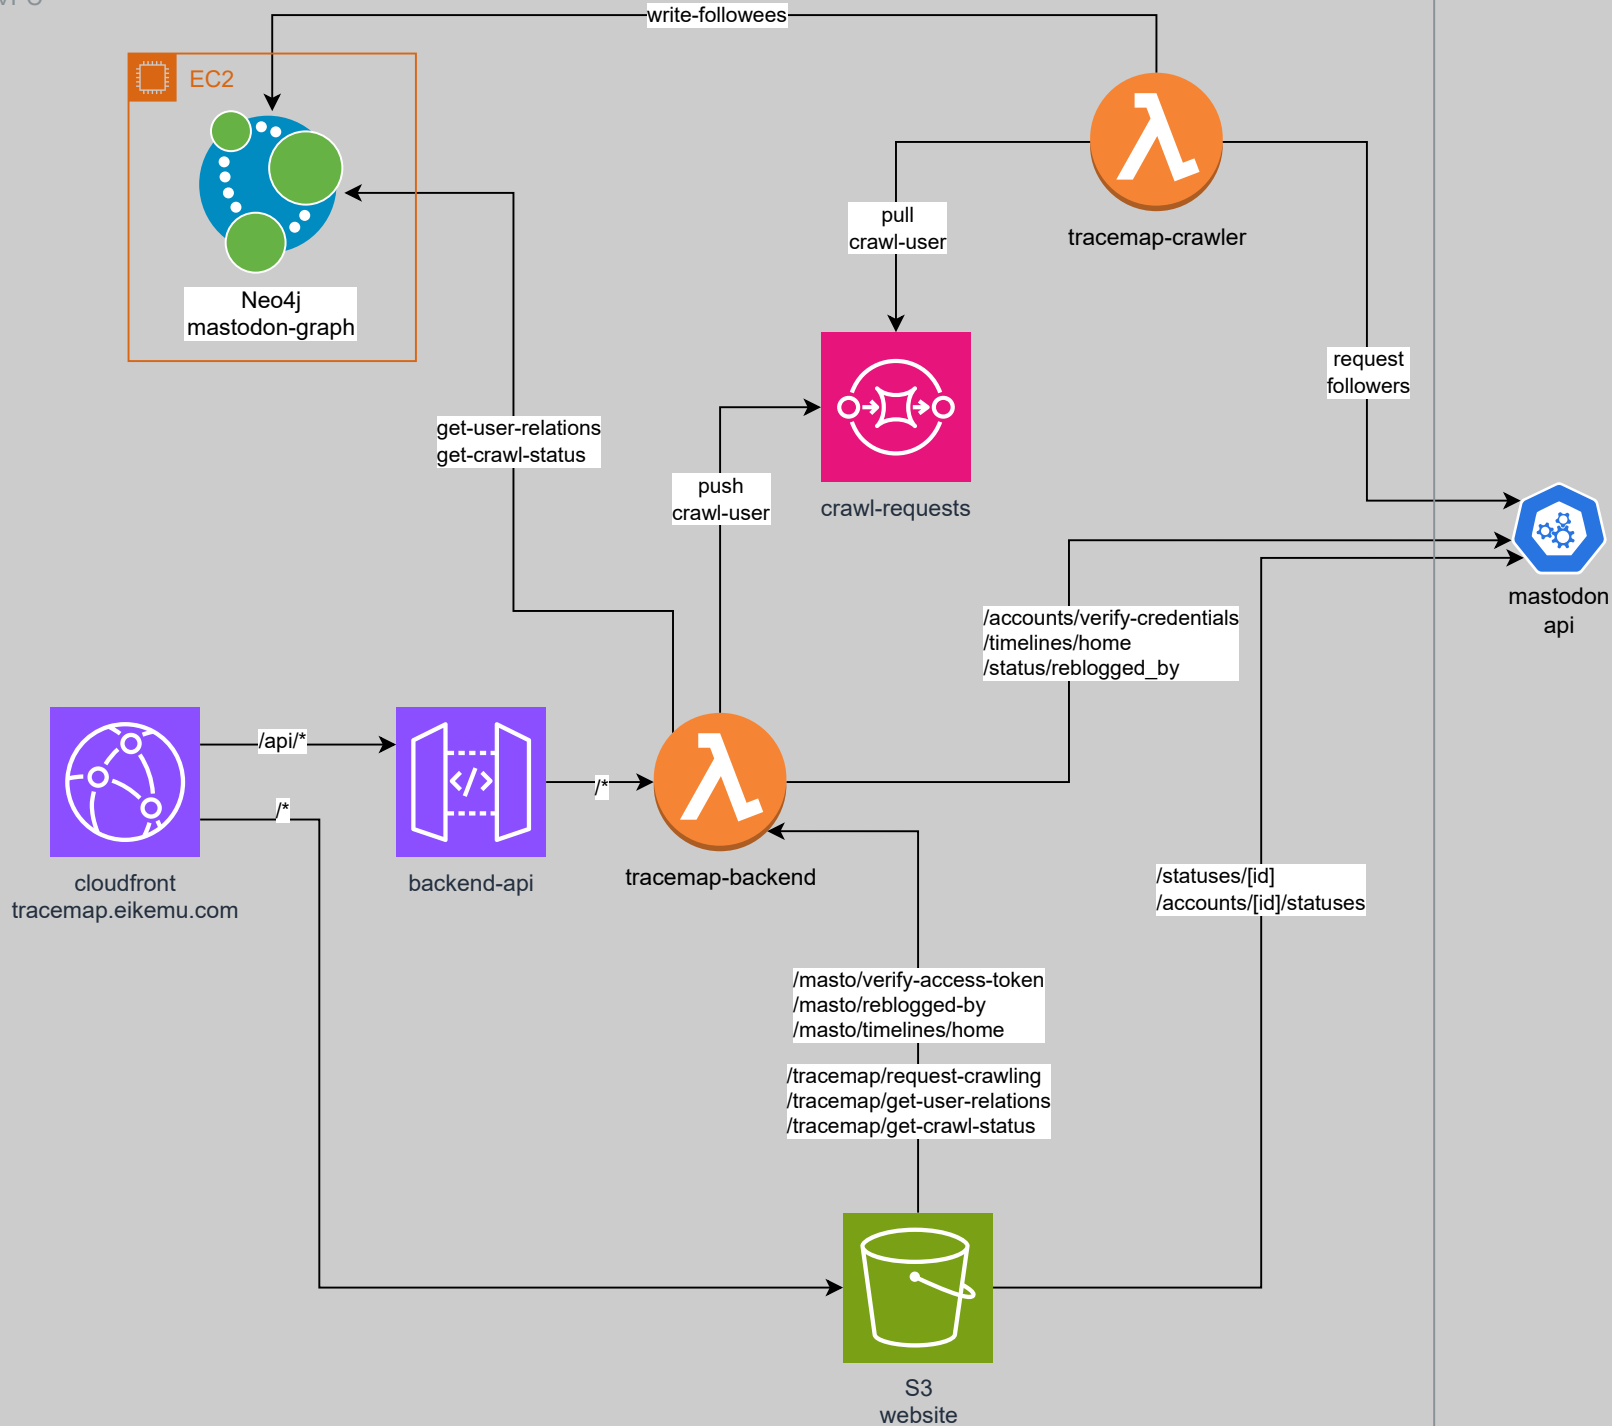 write-followees
EC2
Neo4j
mastodon-graph
pull
crawl-user
tracemap-crawler
request
followers
get-user-relations
get-crawl-status
push
crawl-user
crawl-requests
mastodon
api
/accounts/verify-credentials
/timelines/home
/status/reblogged_by
/api/*
/*
/*
cloudfront
tracemap.eikemu.com
backend-api
tracemap-backend
/statuses/[id]
/accounts/[id]/statuses
/masto/verify-access-token
/masto/reblogged-by
/masto/timelines/home
/tracemap/request-crawling
/tracemap/get-user-relations
/tracemap/get-crawl-status
S3
website